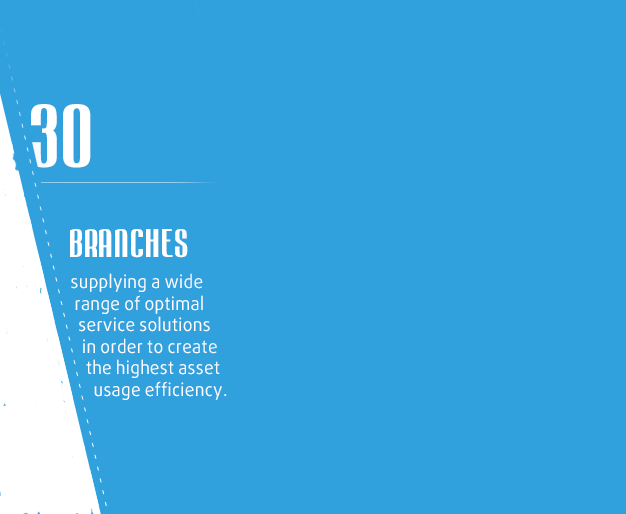 30
BRANCHES
supplying a wide
range of optimal
service solutions
in order to create
the highest asset
usage efficiency.